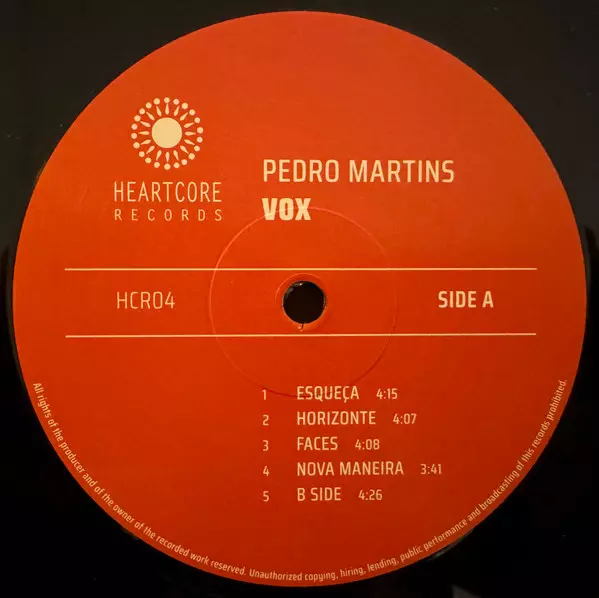 HEARTCORE
RECORDS
PEDRO MARTINS
VOX
HCR04
SIDE A
1 ESQUEÇA 4:15
2 HORIZONTE 4:07
3 FACES 4:08
4 NOVA MANEIRA 3:41
5 B SIDE 4:26
All rights of the producer and of the owner of the recorded work reserved. Unauthorized copying, hiring, lending, public performance and broadcasting of this records prohibited.